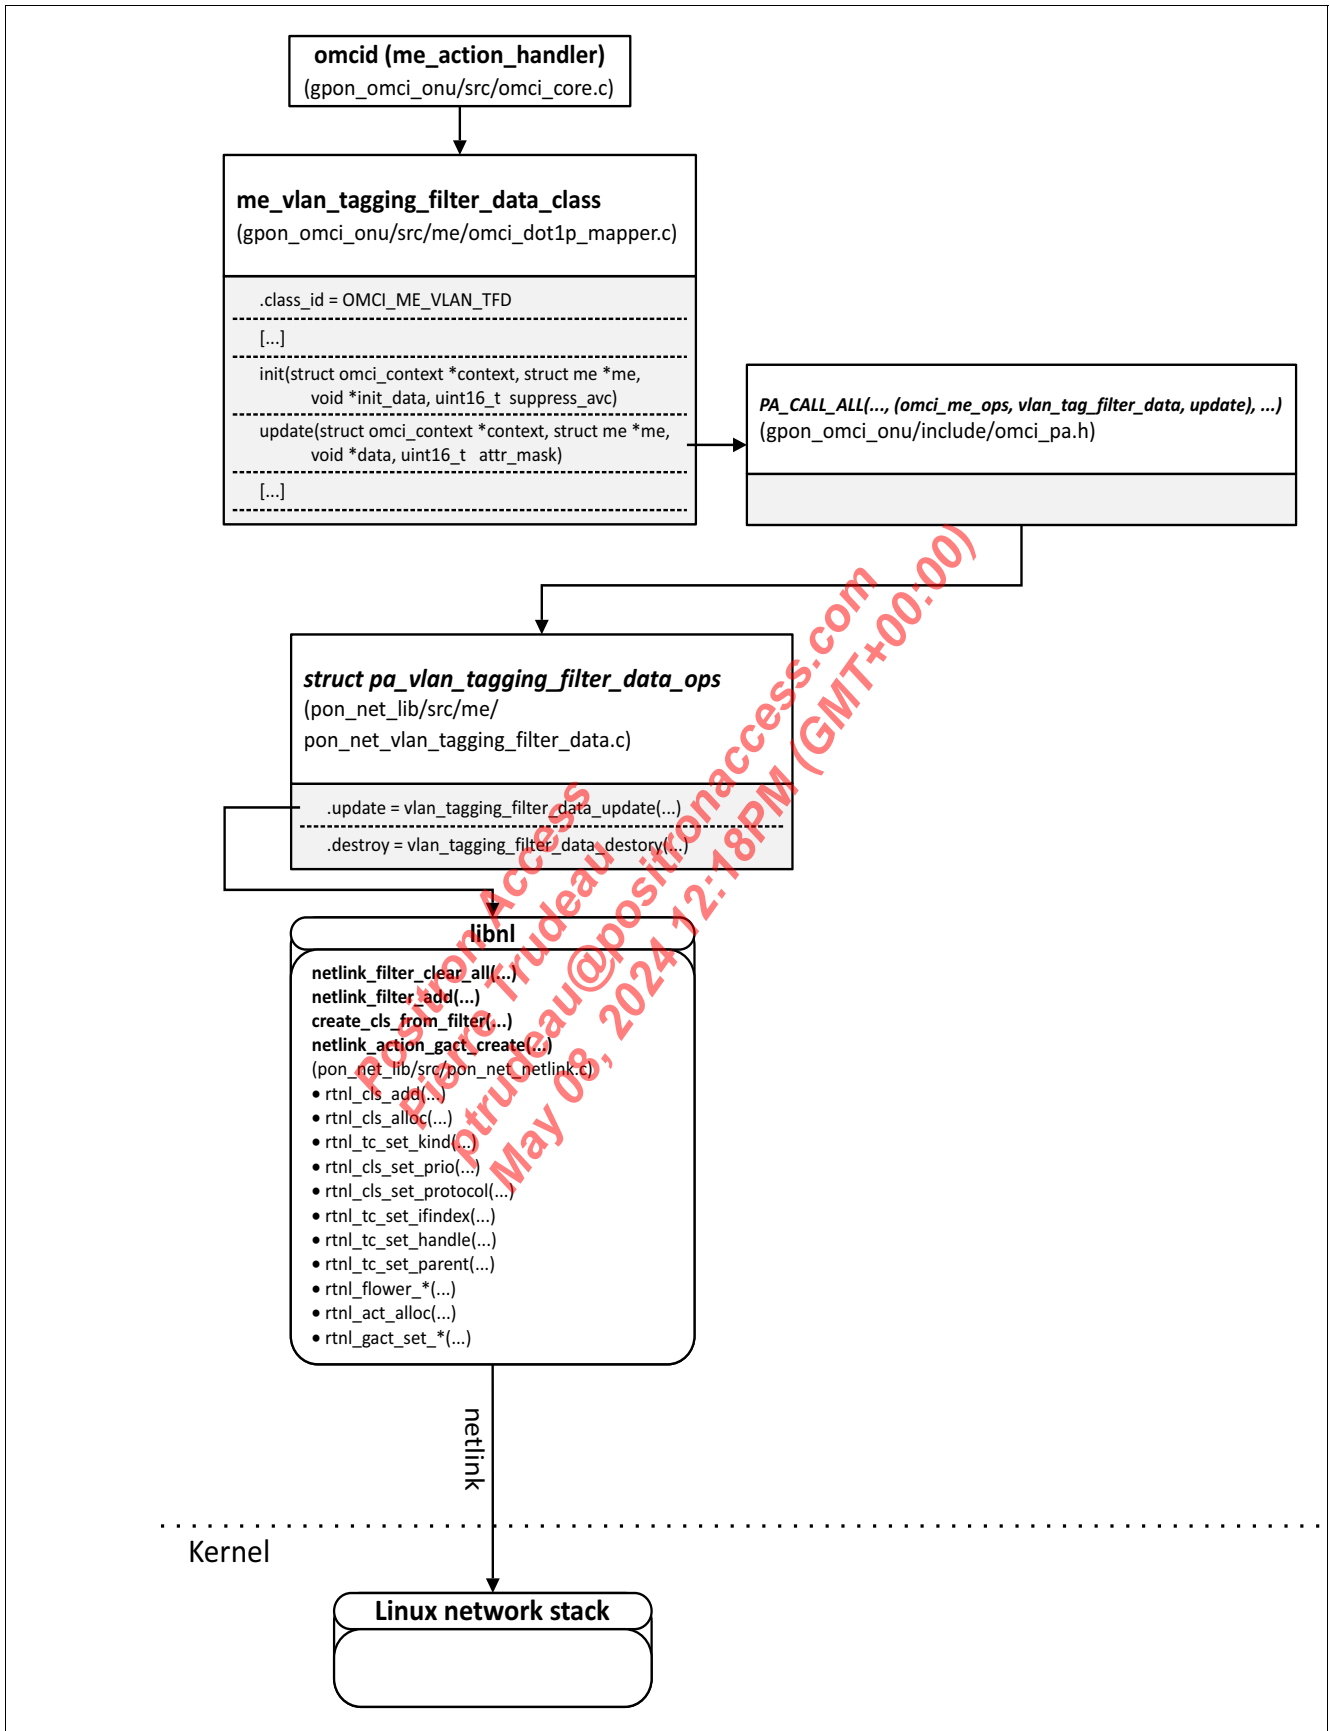 omcid (me_action_handler)
(gpon_omci_onu/src/omci_core.c)
me_vlan_tagging_filter_data_class
(gpon_omci_onu/src/me/omci_dot1p_mapper.c)
.class_id = OMCI_ME_VLAN_TFD
[...]
init(struct omci_context *context, struct me *me,
void *init_data, uint16_t suppress_avc)
update(struct omci_context *context, struct me *me,
void *data, uint16_t attr_mask)
[...]
PA_CALL_ALL(..., (omci_me_ops, vlan_tag_filter_data, update), ...)
(gpon_omci_onu/include/omci_pa.h)
struct pa_vlan_tagging_filter_data_ops
(pon_net_lib/src/me/
pon_net_vlan_tagging_filter_data.c)
.update = vlan_tagging_filter_data_update(...)
.destroy = vlan_tagging_filter_data_destory(...)
libnl
netlink_filter_clear_all(...)
netlink_filter_add(...)
create_cls_from_filter(...)
netlink_action_gact_create(...)
(pon_net_lib/src/pon_net_netlink.c)
• rtnl_cls_add(...)
• rtnl_cls_alloc(...)
• rtnl_tc_set_kind(...)
• rtnl_cls_set_prio(...)
• rtnl_cls_set_protocol(...)
• rtnl_tc_set_ifindex(...)
• rtnl_tc_set_handle(...)
• rtnl_tc_set_parent(...)
• rtnl_flower_*(...)
• rtnl_act_alloc(...)
• rtnl_gact_set_*(...)
netlink
Kernel
Linux network stack
Positron Access
Pierre Trudeau
ptrudeau@positronaccess.com
May 08, 2024 12:18PM (GMT+00:00)